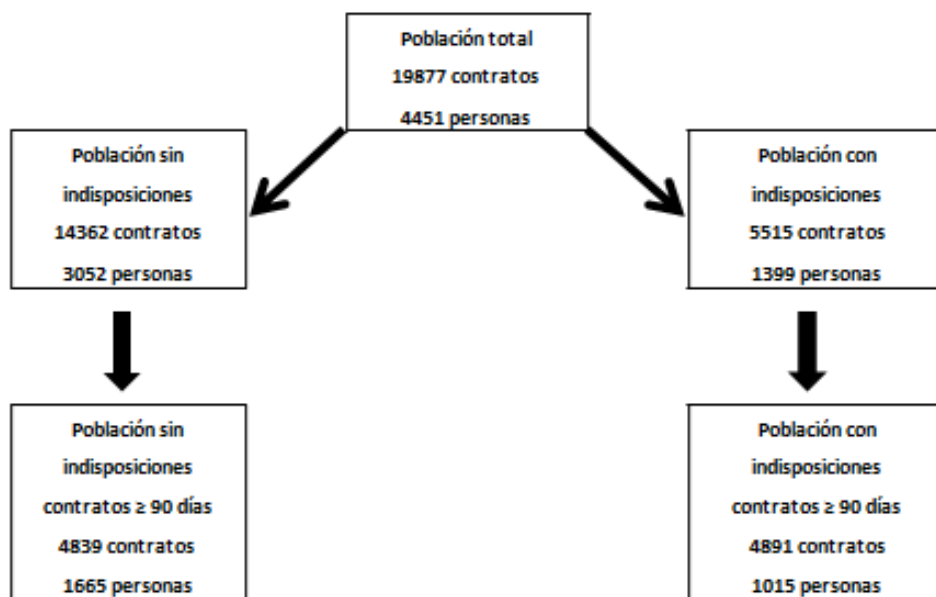 Población total
19877 contratos
4451 personas
Población sin
indisposiciones
14362 contratos
3052 personas
Población con
indisposiciones
5515 contratos
1399 personas
Población sin
indisposiciones
contratos ≥ 90 días
4839 contratos
1665 personas
Población con
indisposiciones
contratos ≥ 90 días
4891 contratos
1015 personas